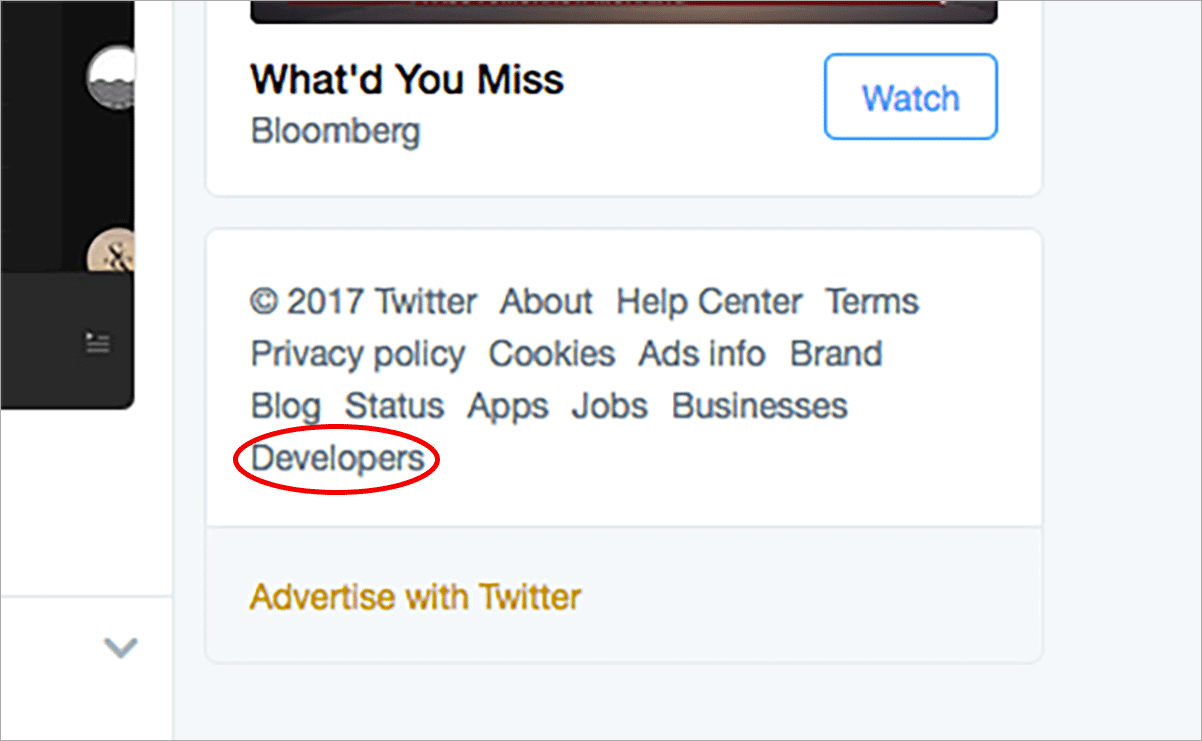 What'd You Miss
Bloomberg
Watch
© 2017 Twitter About Help Center Terms
Privacy policy Cookies Ads info Brand
Blog Status Apps Jobs Businesses
Developers
Advertise with Twitter